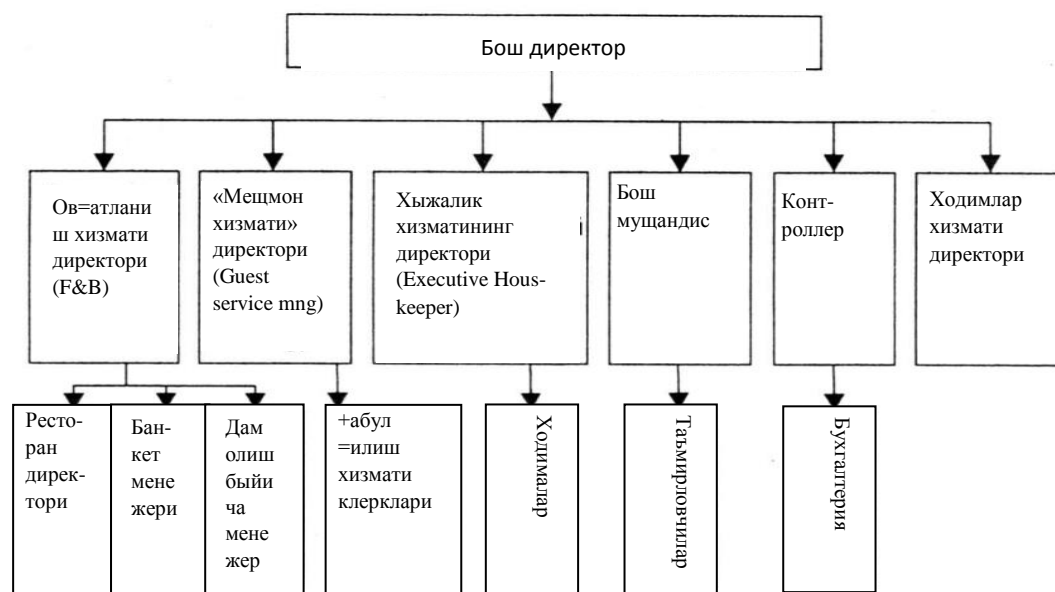 Бош директор
Ов=атлани
ш хизмати
директори
(F&B)
«Мещмон
хизмати»
директори
(Guest
service mng)
Хыжалик
хизматининг
директори
(Executive Hous-
keeper)
Бош
мущандис
Конт-
роллер
Ходимлар
хизмати
директори
Ресто-
ран
дирек-
тори
Бан-
кет
мене
жери
Дам
олиш
быйи
ча
мене
жер
+абул
=илиш
хизмати
клерклари
Ходималар
Таъмирловчилар
Бухгалтерия